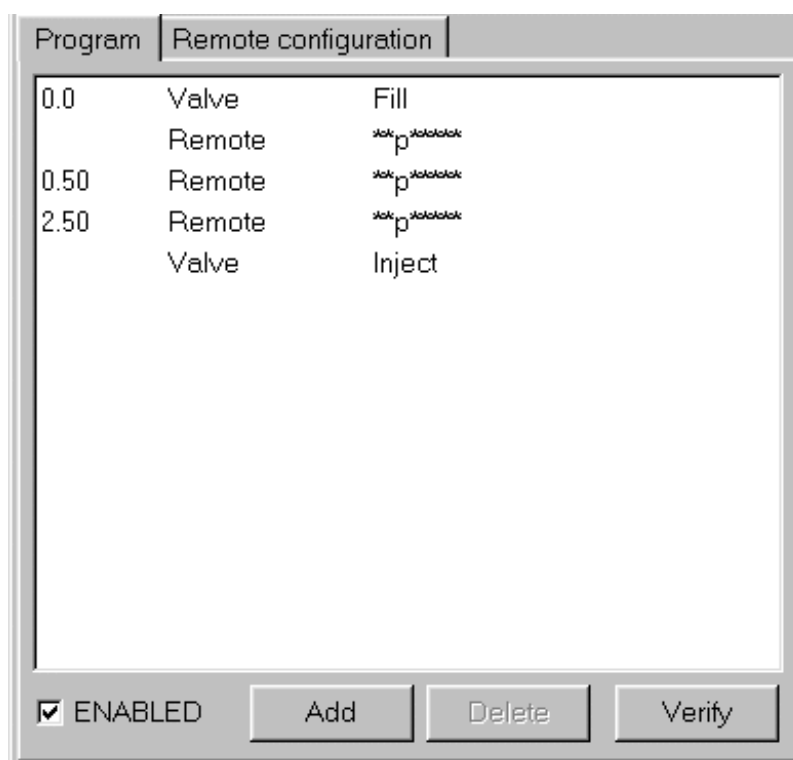 Program Remote configuration
0.0 Valve Fill
Remote **p*****
0.50 Remote **p*****
2.50 Remote **p*****
Valve Inject
ENABLED Add Delete Verify